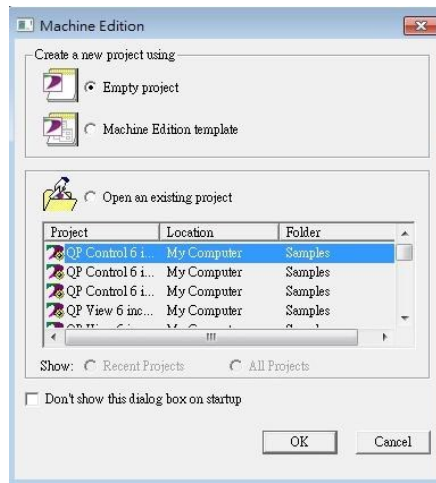 Machine Edition
Create a new project using
Empty project
Machine Edition template
Open an existing project
Project Location Folder
QP Control 6 i... My Computer Samples
QP Control 6 i... My Computer Samples
QP Control 6 i... My Computer Samples
QP View 6 inc... My Computer Samples
Show: Recent Projects All Projects
Don't show this dialog box on startup
OK Cancel